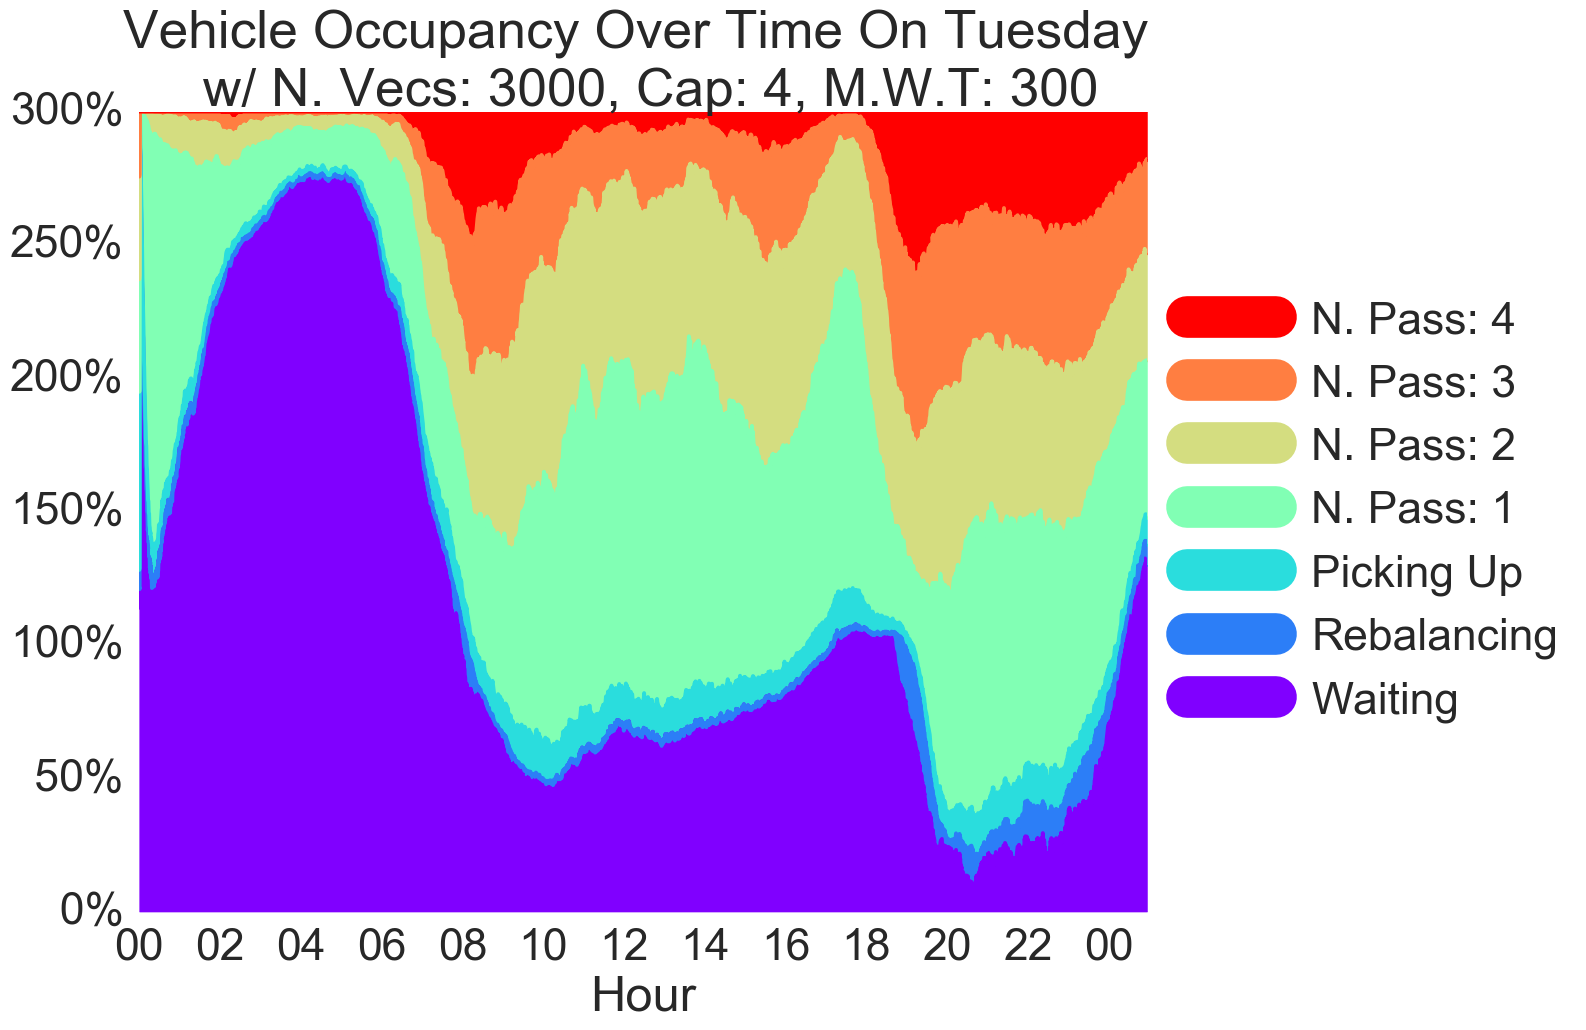 Vehicle Occupancy Over Time On Tuesday
w/ N. Vecs: 3000, Cap: 4, M.W.T: 300
300%
250%
200%
150%
100%
50%
0%
00 02 04 06 08 10 12 14 16 18 20 22 00
Hour
N. Pass: 4
N. Pass: 3
N. Pass: 2
N. Pass: 1
Picking Up
Rebalancing
Waiting